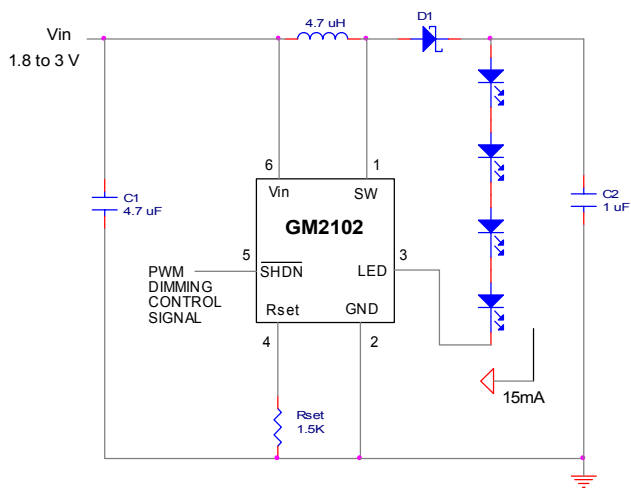 Vin
1.8 to 3 V
4.7 uH
D1
6
1
Vin
SW
GM2102
C1
4.7 uF
C2
1 uF
5
3
SHDN
LED
PWM
DIMMING
CONTROL
SIGNAL
Rset
GND
4
2
15mA
Rset
1.5K